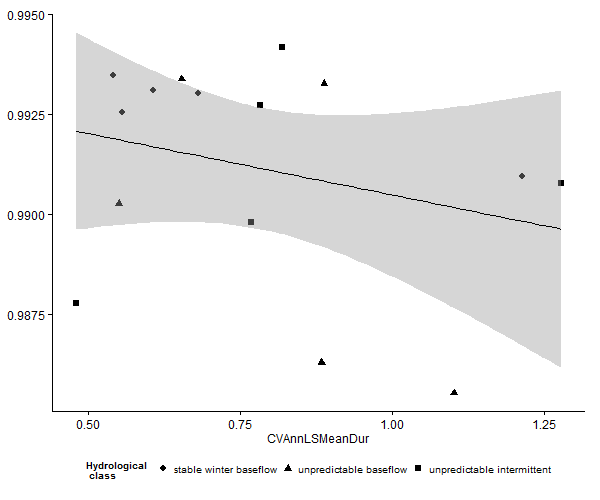 0.9950
0.9925
0.9900
0.9875
0.50 0.75 1.00 1.25
CVAnnLSMeanDur
Hydrological
class
stable winter baseflow unpredictable baseflow unpredictable intermittent